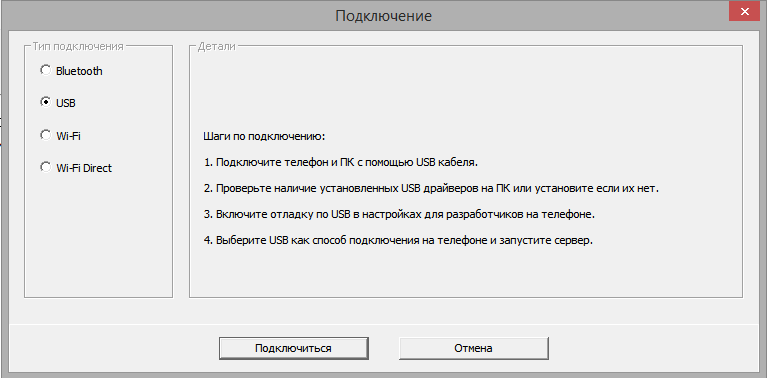 Подключение
Тип подключения
Bluetooth
USB
Wi-Fi
Wi-Fi Direct
Детали
Шаги по подключению:
1. Подключите телефон и ПК с помощью USB кабеля.
2. Проверьте наличие установленных USB драйверов на ПК или установите если их нет.
3. Включите отладку по USB в настройках для разработчиков на телефоне.
4. Выберите USB как способ подключения на телефоне и запустите сервер.
Подключиться
Отмена